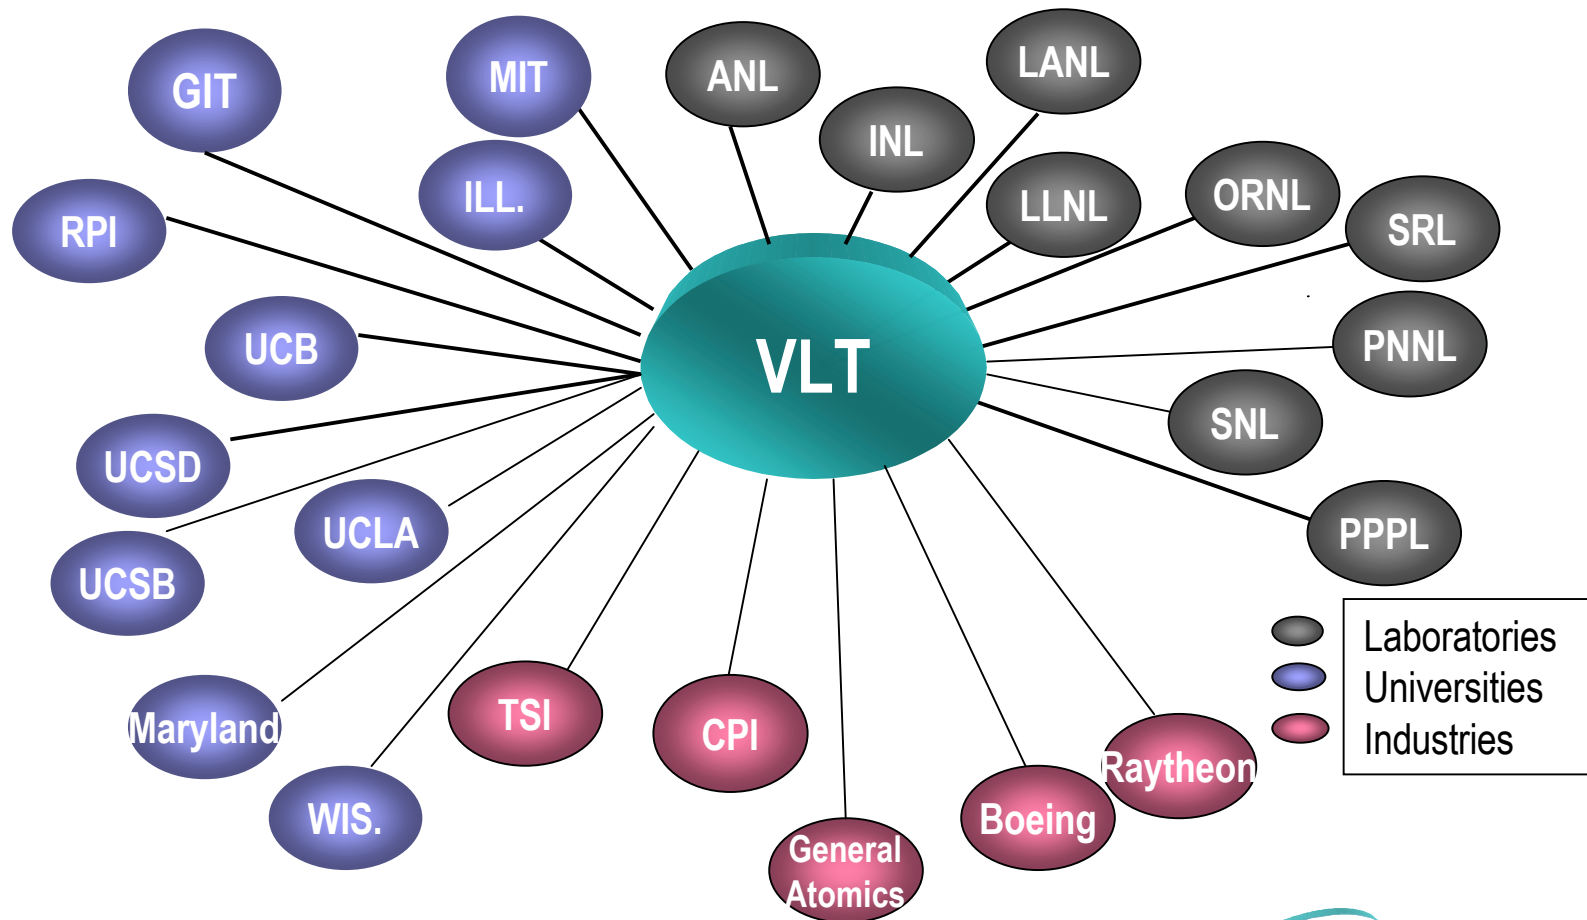 GIT
MIT
ANL
LANL
INL
ILL.
LLNL
ORNL
RPI
SRL
UCB
VLT
PNNL
SNL
UCSD
UCLA
UCSB
PPPL
Laboratories
Universities
Industries
Maryland
TSI
CPI
Raytheon
WIS.
Boeing
General
Atomics